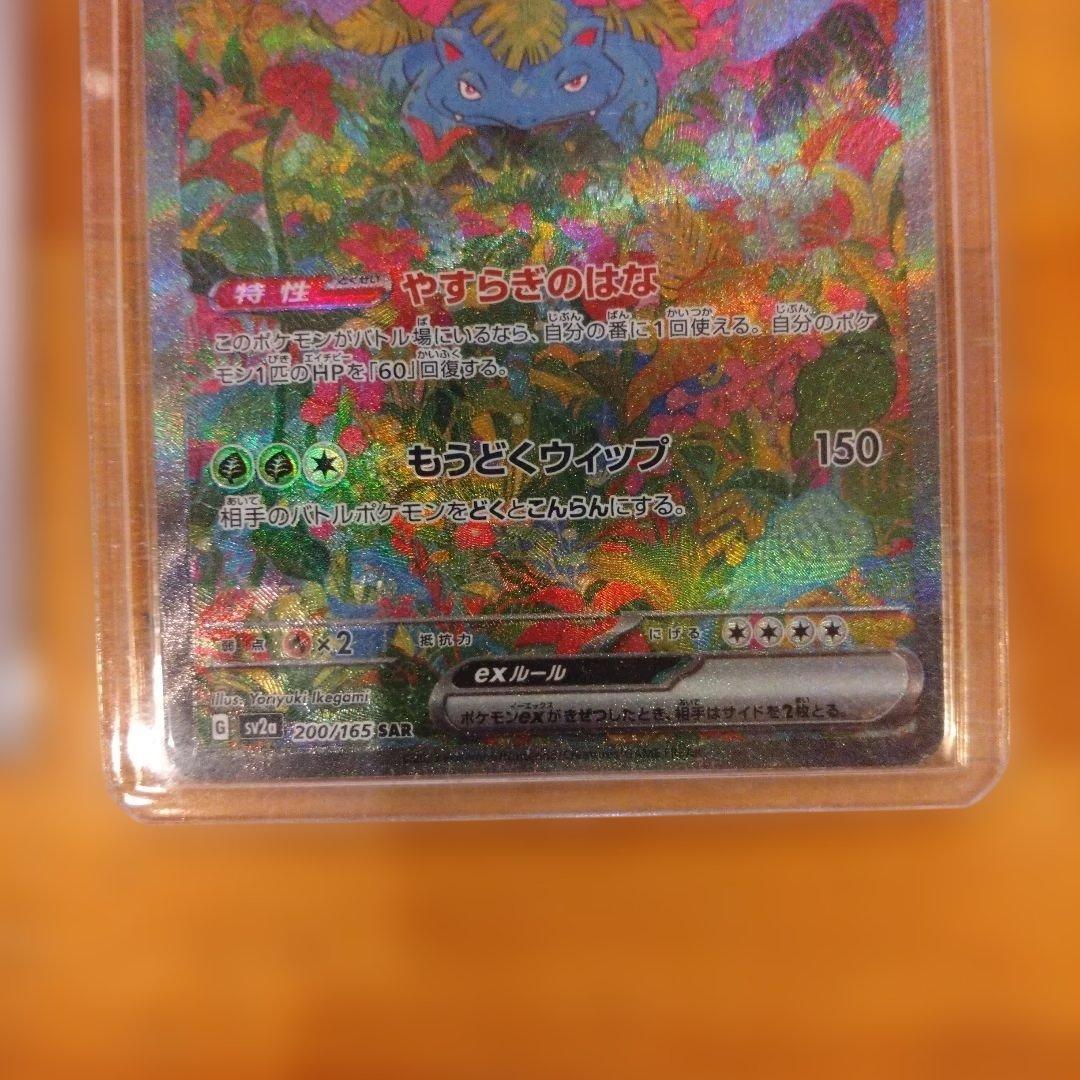 特性 とくせい やすらぎのはな
このポケモンがバトル場にいるなら、自分の番に1回使える。自分のポケ
モン1匹のHPを「60」回復する。
もうどくウィップ 150
相手のバトルポケモンをどくとこんらんにする。
弱点 ×2 抵抗力 にげる
exルール
ポケモンexがきぜつしたとき、相手はサイドを2枚とる。
Illus. Yoriyuki Ikegami
G sv2a 200/165 SAR